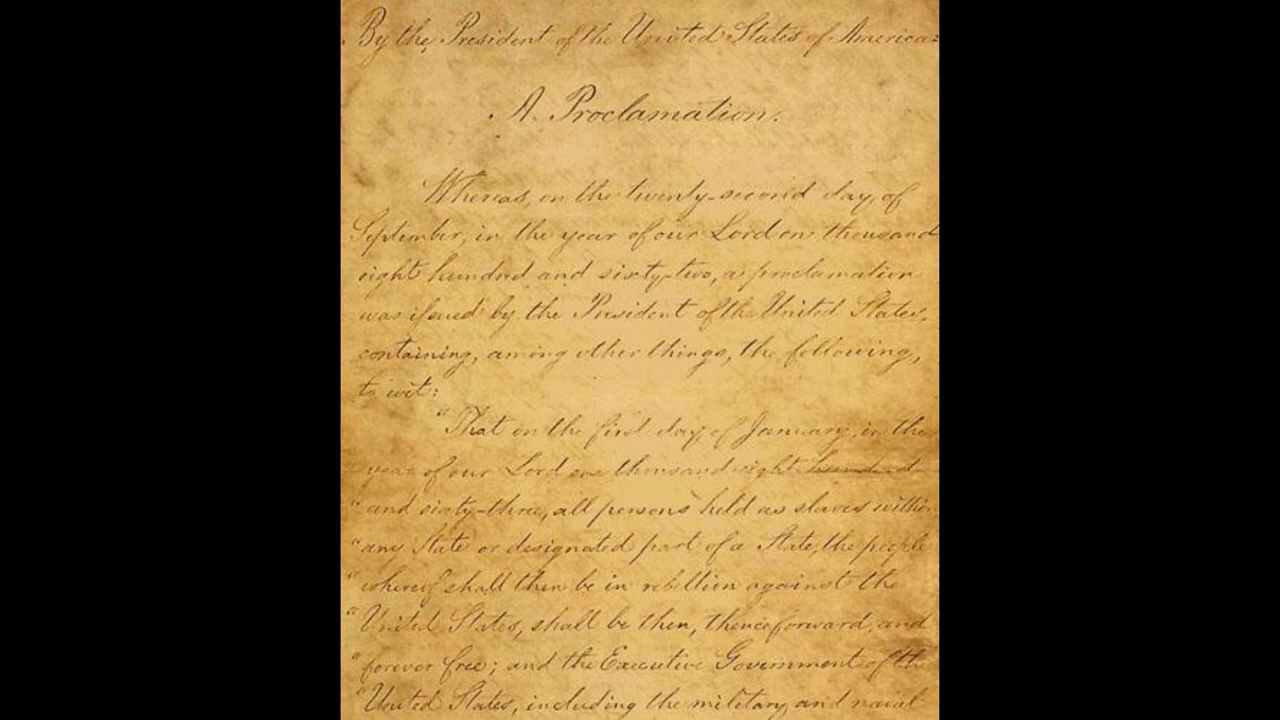 By the President of the United States of America:
A Proclamation.
Whereas, on the twenty-second day of
September, in the year of our Lord one thousand
eight hundred and sixty-two, a proclamation
was issued by the President of the United States,
containing, among other things, the following,
to wit:
"That on the first day of January, in the
year of our Lord one thousand eight hundred
" and sixty-three, all persons held as slaves within
" any State or designated part of a State, the people
" whereof shall then be in rebellion against the
" United States, shall be then, thenceforward, and
" forever free; and the Executive Government of the
" United States, including the military and naval